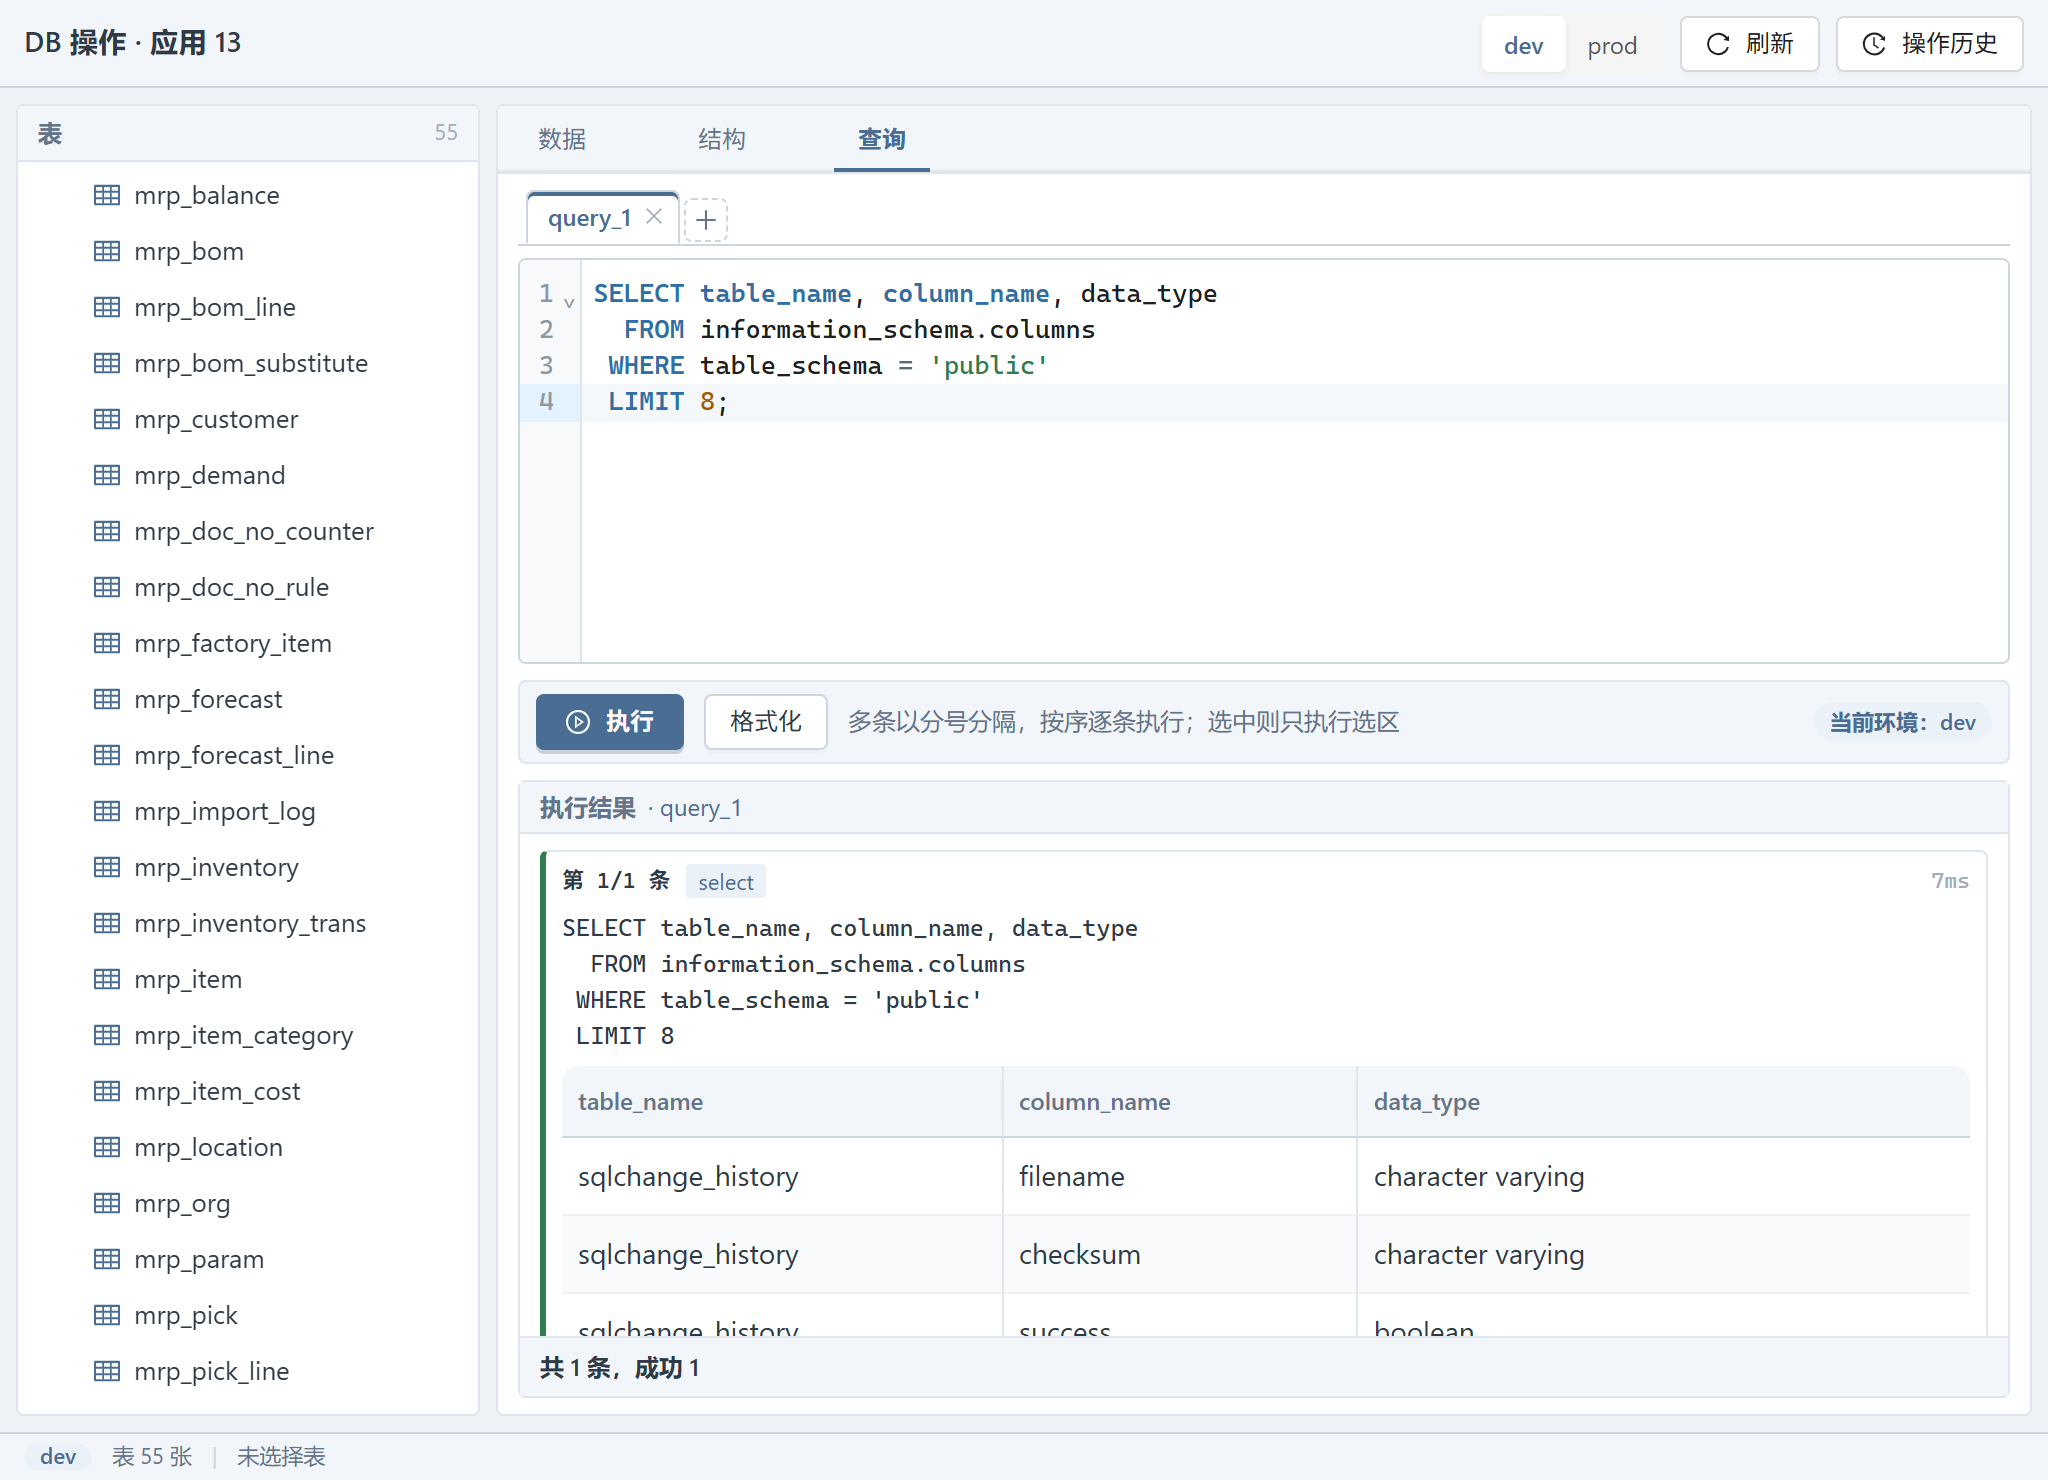 DB 操作 · 应用 13
dev
prod
刷新
操作历史
表
55
mrp_balance
mrp_bom
mrp_bom_line
mrp_bom_substitute
mrp_customer
mrp_demand
mrp_doc_no_counter
mrp_doc_no_rule
mrp_factory_item
mrp_forecast
mrp_forecast_line
mrp_import_log
mrp_inventory
mrp_inventory_trans
mrp_item
mrp_item_category
mrp_item_cost
mrp_location
mrp_org
mrp_param
mrp_pick
mrp_pick_line
数据
结构
查询
query_1
1 SELECT table_name, column_name, data_type
2 FROM information_schema.columns
3 WHERE table_schema = 'public'
4 LIMIT 8;
执行
格式化
多条以分号分隔，按序逐条执行；选中则只执行选区
当前环境：dev
执行结果 · query_1
第 1/1 条
select
7ms
SELECT table_name, column_name, data_type
FROM information_schema.columns
WHERE table_schema = 'public'
LIMIT 8
table_name column_name data_type
sqlchange_history filename character varying
sqlchange_history checksum character varying
sqlchange_history success boolean
共 1 条，成功 1
dev
表 55 张
未选择表